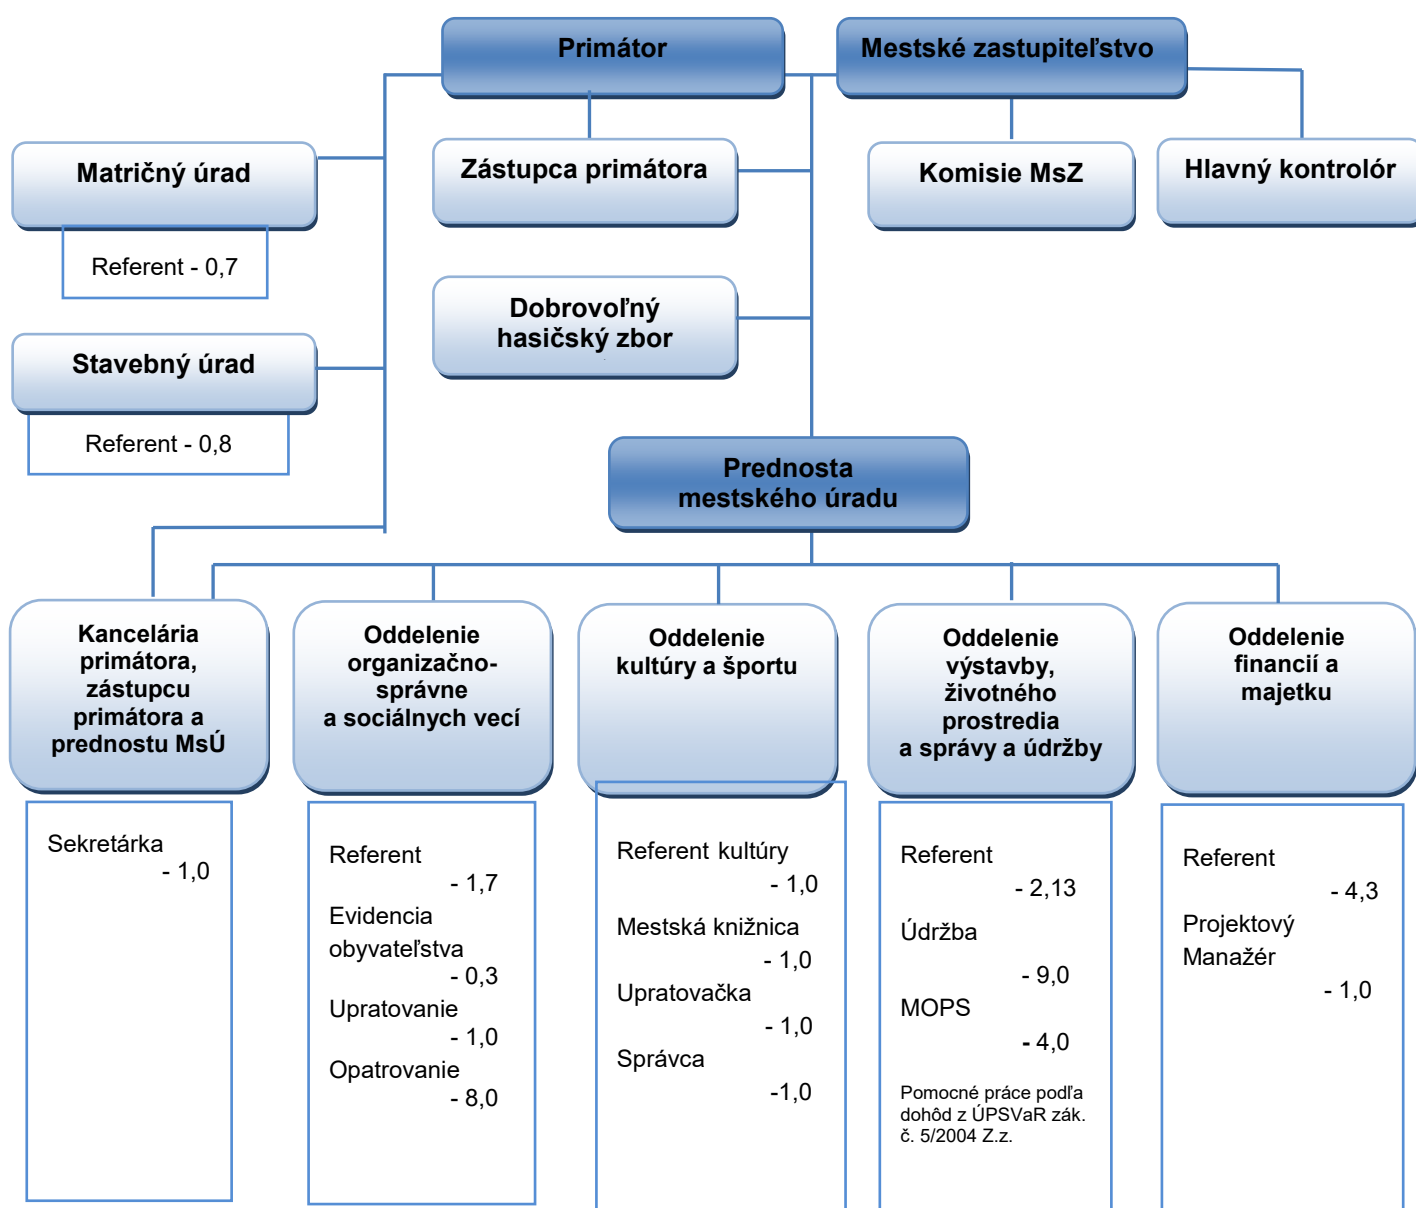 Primátor
Mestské zastupiteľstvo
Matričný úrad
Referent - 0,7
Zástupca primátora
Komisie MsZ
Hlavný kontrolór
Dobrovoľný
hasičský zbor
Stavebný úrad
Referent - 0,8
Prednosta
mestského úradu
Kancelária
primátora,
zástupcu
primátora a
prednostu MsÚ
Sekretárka
- 1,0
Oddelenie
organizačno-
správne
a sociálnych vecí
Referent
- 1,7
Evidencia
obyvateľstva
- 0,3
Upratovanie
- 1,0
Opatrovanie
- 8,0
Oddelenie
kultúry a športu
Referent kultúry
- 1,0
Mestská knižnica
- 1,0
Upratovačka
- 1,0
Správca
-1,0
Oddelenie
výstavby,
životného
prostredia
a správy a údržby
Referent
- 2,13
Údržba
- 9,0
MOPS
- 4,0
Pomocné práce podľa
dohôd z ÚPSVaR zák.
č. 5/2004 Z.z.
Oddelenie
financií a
majetku
Referent
- 4,3
Projektový
Manažér
- 1,0